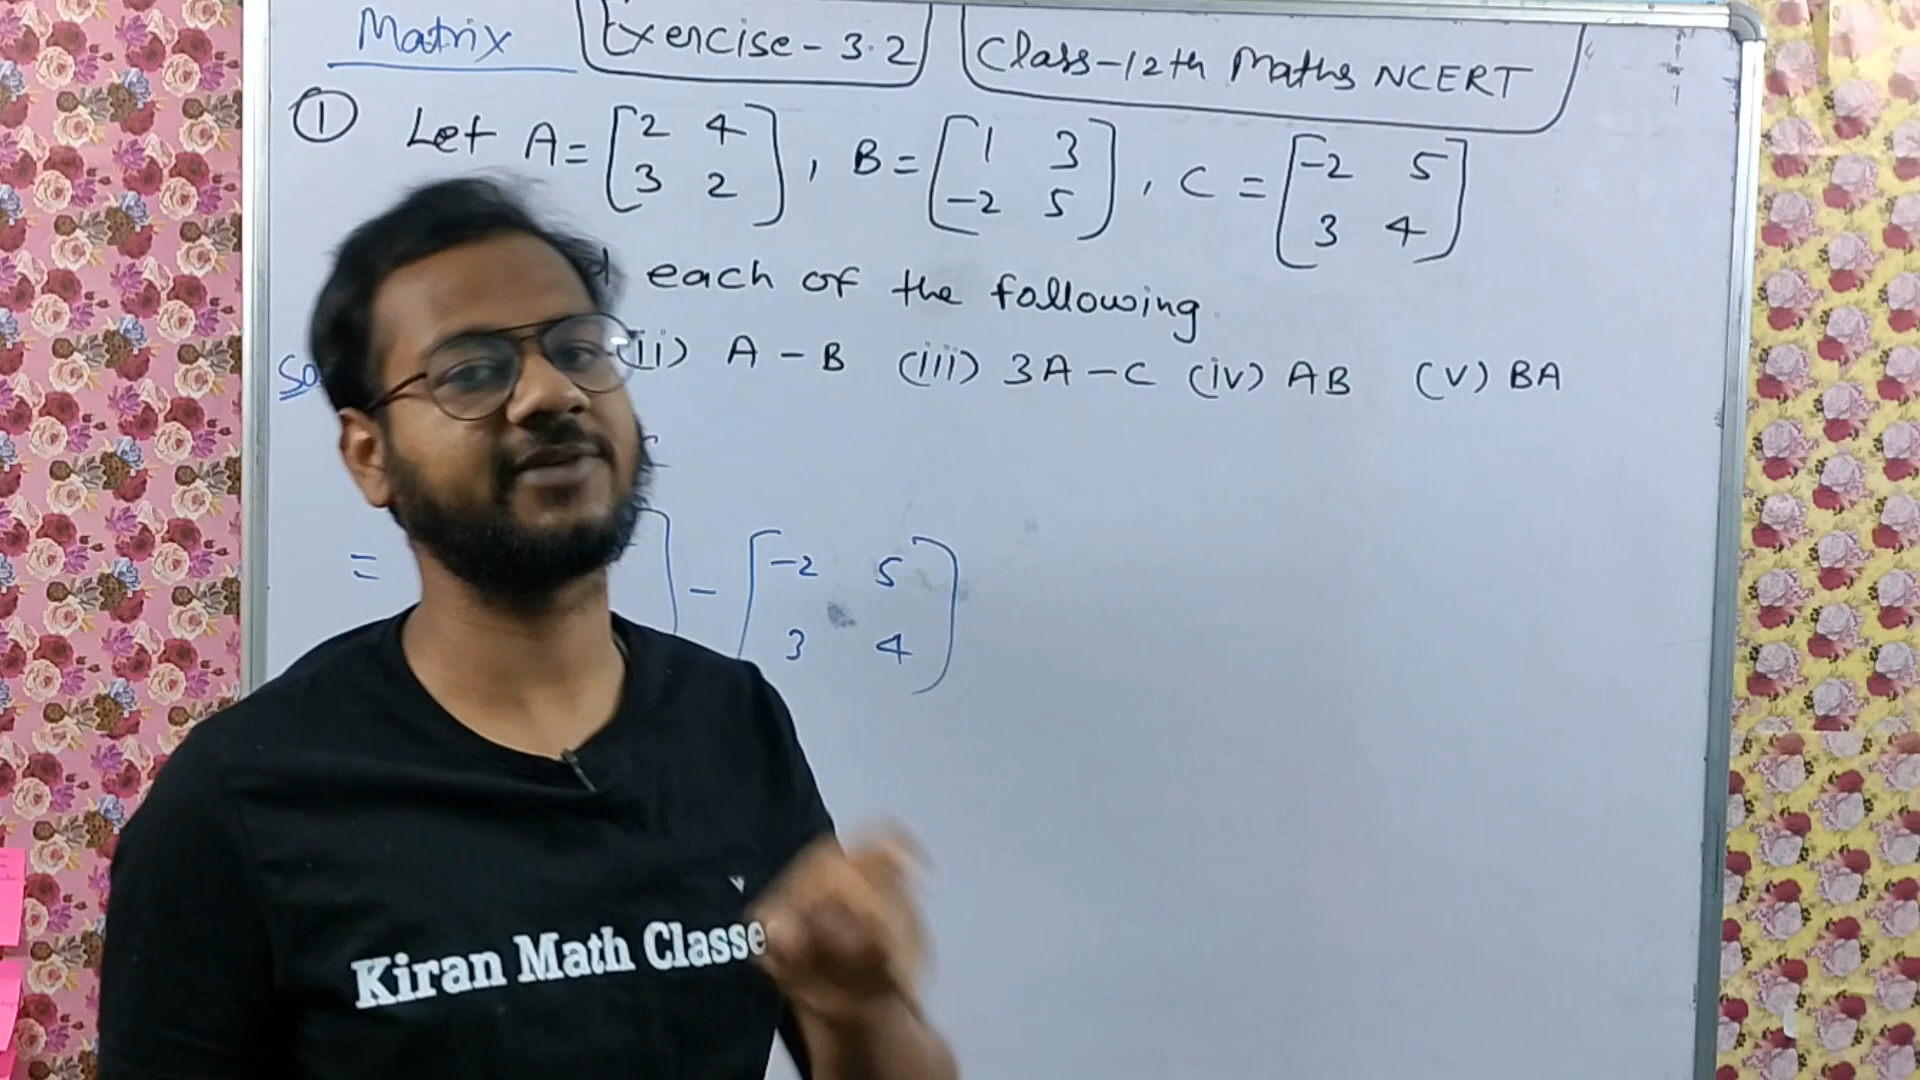 Matrix Exercise-3.2 Class-12th Maths NCERT
① Let A = [2 4 3 2], B = [1 3 -2 5], C = [-2 5 3 4]
each of the following
(ii) A - B (iii) 3A - C (iv) AB (v) BA
= - [-2 5 3 4]
Kiran Math Classe